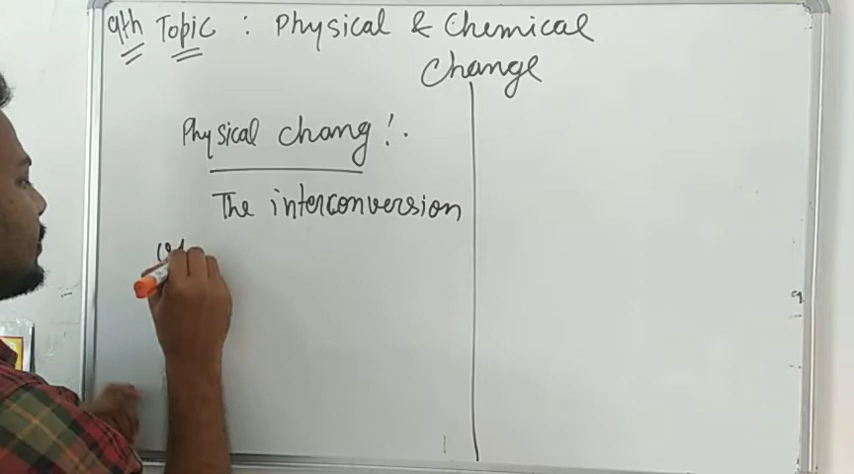 9th Topic : Physical & Chemical
Change
Physical chang :-
The interconversion